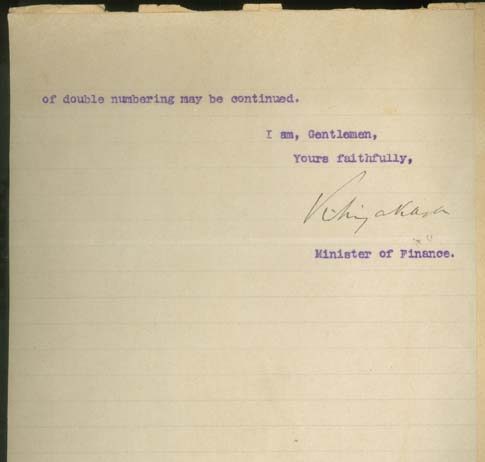 of double numbering may be continued.
I am, Gentlemen,
Yours faithfully,
Minister of Finance.